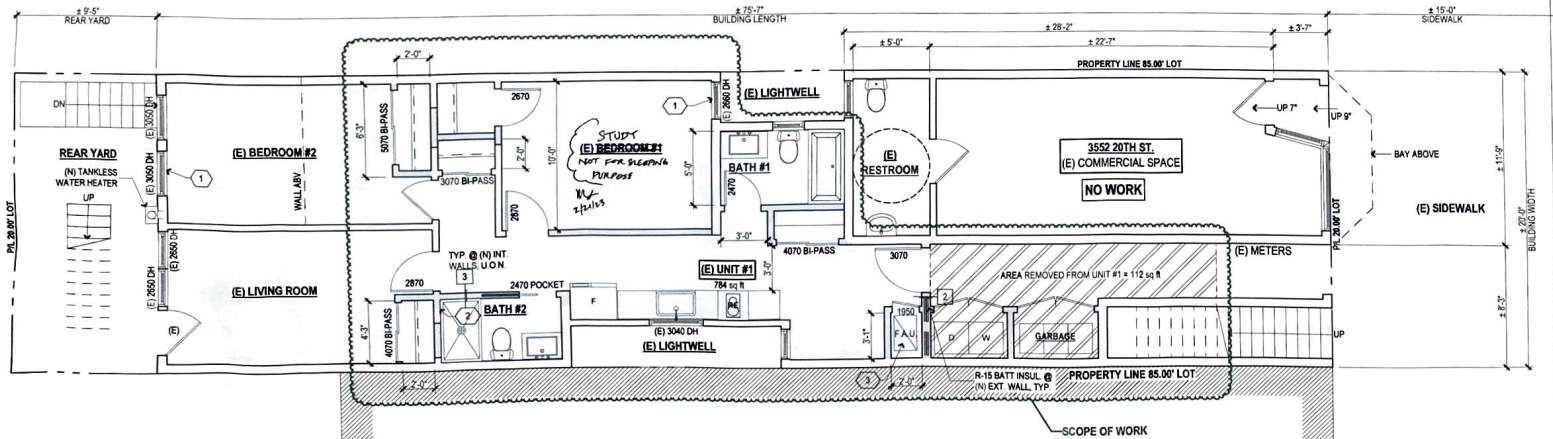 ± 9'-5"
REAR YARD
± 75'-7"
BUILDING LENGTH
± 15'-0"
SIDEWALK
± 28'-2"
± 3'-7"
± 5'-0"
± 22'-7"
2'-0"
PROPERTY LINE 85.00' LOT
DN
(E) 3050 DH
6'-3"
5070 BI-PASS
2670
1
(E) 2660 DH
(E) LIGHTWELL
UP 7"
UP 9"
REAR YARD
(N) TANKLESS
WATER HEATER
UP
(E) 3050 DH
1
(E) BEDROOM #2
WALL ABV.
2'-0"
3070 BI-PASS
10'-0"
STUDY
(E) BEDROOM #1
NOT FOR SLEEPING
PURPOSE
2/21/23
2870
5'-0"
BATH #1
2470
(E)
RESTROOM
3552 20TH ST.
(E) COMMERCIAL SPACE
NO WORK
BAY ABOVE
± 11'-9"
± 20'-0"
BUILDING WIDTH
P/L 20.00' LOT
P/L 20.00' LOT
(E) SIDEWALK
3'-0"
4070 BI-PASS
3'-0"
3070
(E) METERS
TYP. @ (N) INT.
WALLS, U.O.N.
3
(E) 2650 DH
(E) 2650 DH
(E) LIVING ROOM
2870
2470 POCKET
(E) UNIT #1
784 sq ft
AREA REMOVED FROM UNIT #1 = 112 sq ft
F
2
BATH #2
(E) 3040 DH
(E) LIGHTWELL
(E)
4'-3"
4070 BI-PASS
3'-1"
1950
F.A.U.
2
D
W
GARBAGE
UP
± 8'-3"
2'-0"
3
2'-0"
R-15 BATT INSUL @
(N) EXT. WALL, TYP
PROPERTY LINE 85.00' LOT
SCOPE OF WORK